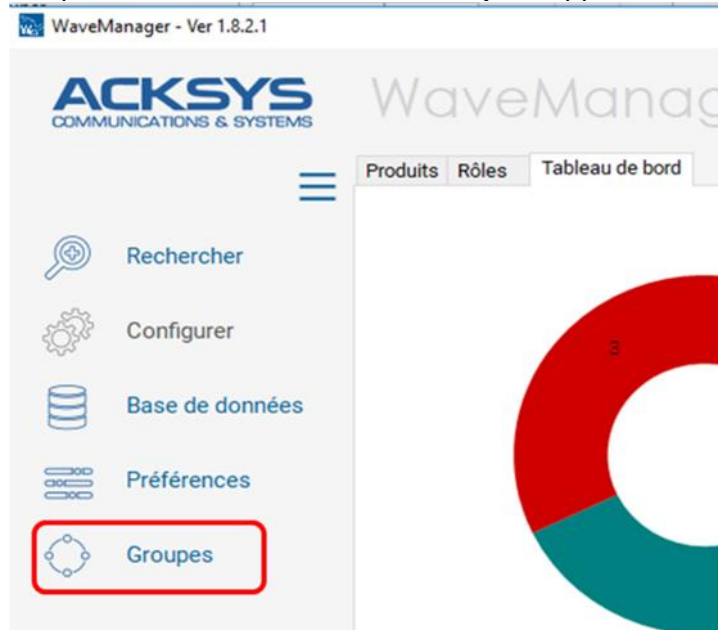 WaveManager - Ver 1.8.2.1
ACKSYS
COMMUNICATIONS & SYSTEMS
WaveManag
Produits Rôles Tableau de bord
Rechercher
3
Configurer
Base de données
Préférences
Groupes